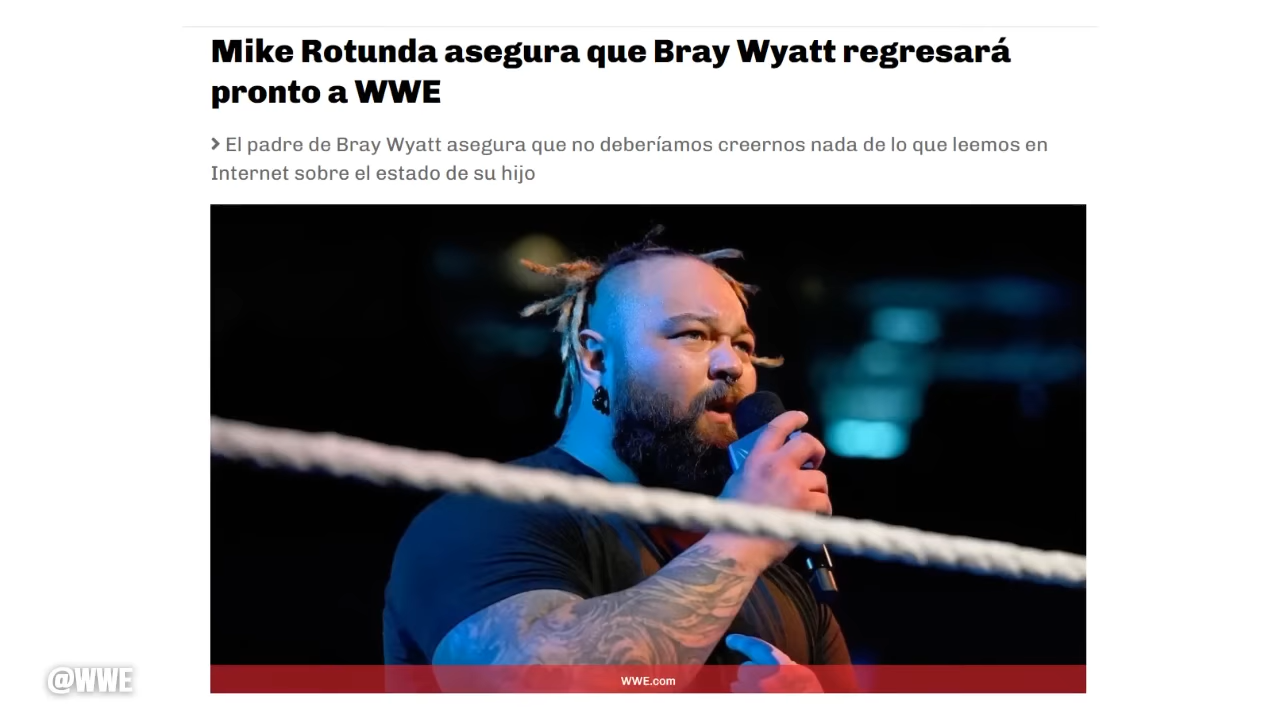 Mike Rotunda asegura que Bray Wyatt regresará
pronto a WWE
El padre de Bray Wyatt asegura que no deberíamos creernos nada de lo que leemos en
Internet sobre el estado de su hijo
WWE.com
@WWE